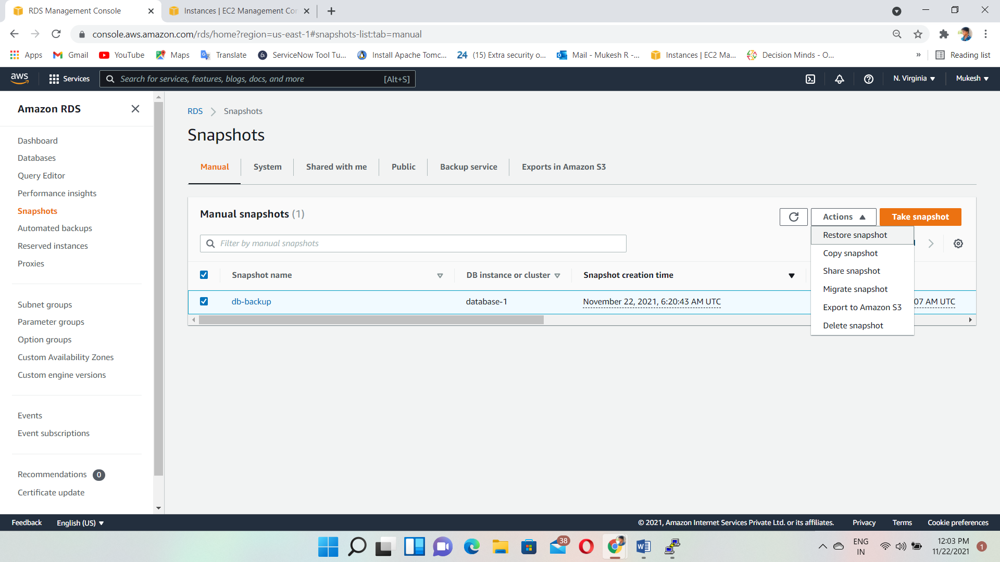 RDS Management Console
Instances | EC2 Management Con
console.aws.amazon.com/rds/home?region=us-east-1#snapshots-list:tab=manual
Apps
Gmail
YouTube
Maps
Translate
ServiceNow Tool Tu...
Install Apache Tomc...
24
(15) Extra security o...
Mail - Mukesh R -...
Instances | EC2 Ma...
Decision Minds - O...
»
Reading list
aws
Services
Search for services, features, blogs, docs, and more
[Alt+S]
N. Virginia
Mukesh
Amazon RDS
Dashboard
Databases
Query Editor
Performance insights
Snapshots
Automated backups
Reserved instances
Proxies
Subnet groups
Parameter groups
Option groups
Custom Availability Zones
Custom engine versions
Events
Event subscriptions
Recommendations 0
Certificate update
RDS
Snapshots
Snapshots
Manual
System
Shared with me
Public
Backup service
Exports in Amazon S3
Manual snapshots (1)
Actions
Take snapshot
Filter by manual snapshots
Restore snapshot
Copy snapshot
Share snapshot
Migrate snapshot
Export to Amazon S3
Delete snapshot
Snapshot name
DB instance or cluster
Snapshot creation time
db-backup
database-1
November 22, 2021, 6:20:43 AM UTC
07 AM UTC
Feedback
English (US)
© 2021, Amazon Internet Services Private Ltd. or its affiliates.
Privacy
Terms
Cookie preferences
38
ENG
IN
12:03 PM
11/22/2021
1